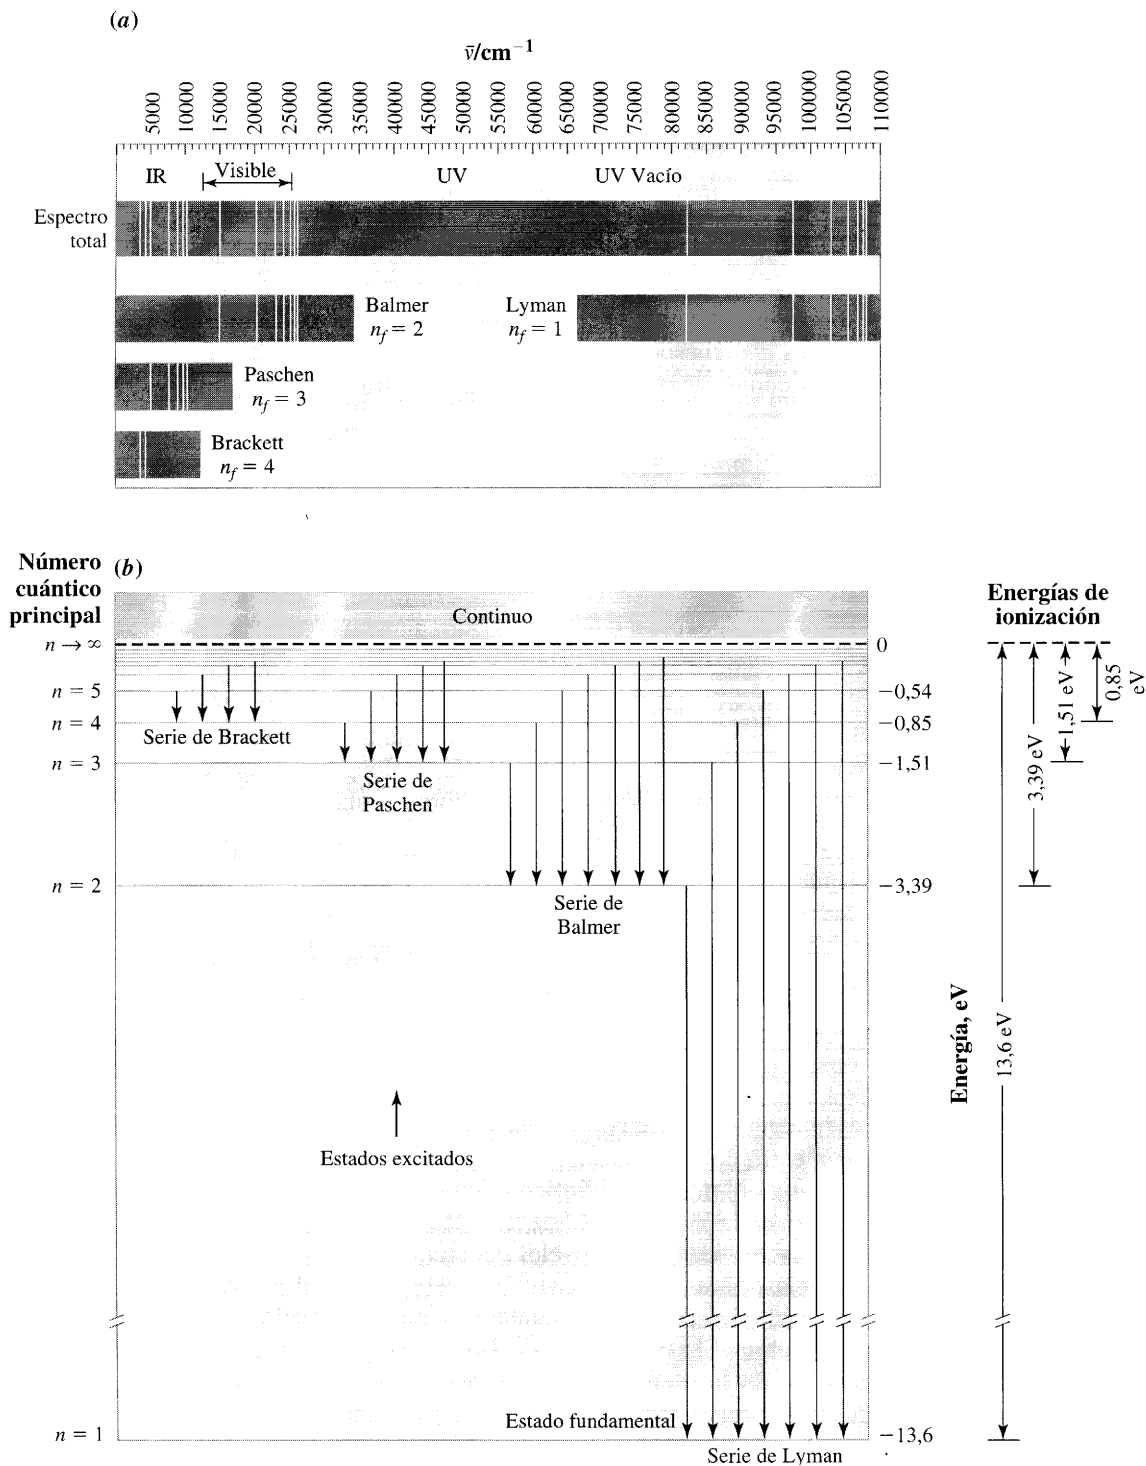 (a)
ν̄/cm⁻¹
5000
10000
15000
20000
25000
30000
35000
40000
45000
50000
55000
60000
65000
70000
75000
80000
85000
90000
95000
100000
105000
110000
IR
Visible
UV
UV Vacío
Espectro
total
Balmer
n_f = 2
Lyman
n_f = 1
Paschen
n_f = 3
Brackett
n_f = 4
Número
cuántico
principal
(b)
Continuo
Energías de
ionización
n → ∞
0
n = 5
−0,54
n = 4
−0,85
Serie de Brackett
n = 3
−1,51
Serie de
Paschen
n = 2
−3,39
Serie de
Balmer
0,85
eV
1,51 eV
3,39 eV
13,6 eV
Energía, eV
Estados excitados
Estado fundamental
n = 1
−13,6
Serie de Lyman